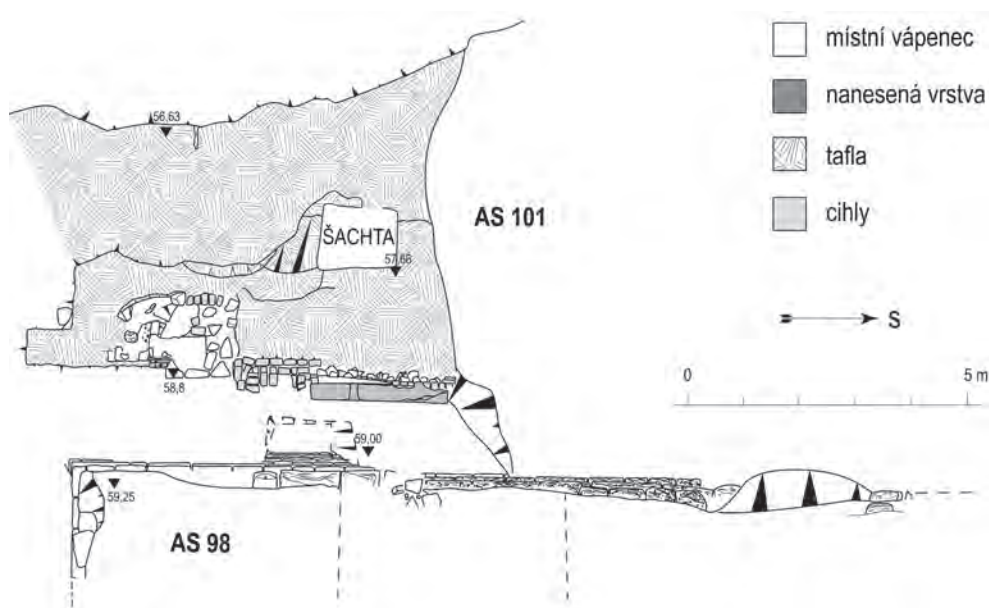 místní vápenec
nanesená vrstva
tafla
cihly
S
0 5 m
56.63
AS 101
ŠACHTA
57.66
58,8
59,00
59,25
AS 98